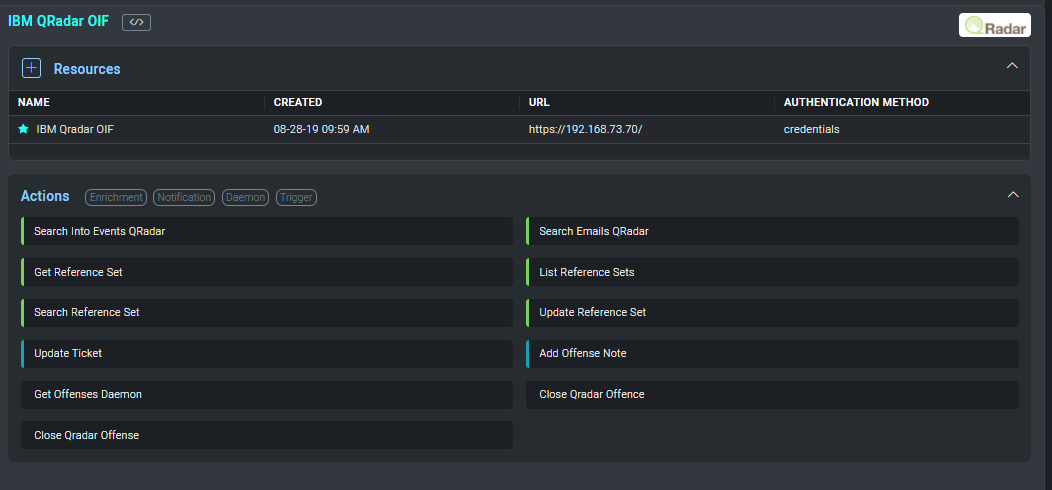 IBM QRadar OIF </>
QRadar
Resources
NAME CREATED URL AUTHENTICATION METHOD
IBM Qradar OIF 08-28-19 09:59 AM https://192.168.73.70/ credentials
Actions Enrichment Notification Daemon Trigger
Search Into Events QRadar Search Emails QRadar
Get Reference Set List Reference Sets
Search Reference Set Update Reference Set
Update Ticket Add Offense Note
Get Offenses Daemon Close Qradar Offence
Close Qradar Offense